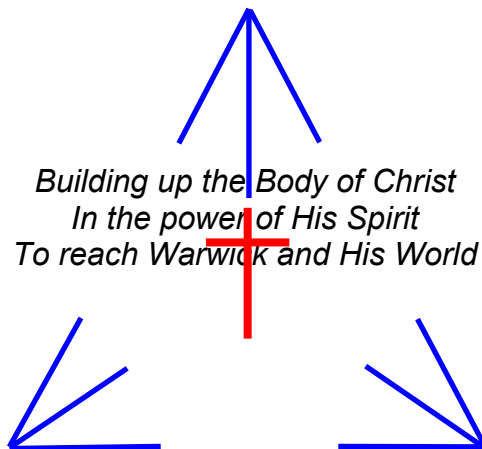 Building up the Body of Christ
In the power of His Spirit
To reach Warwick and His World